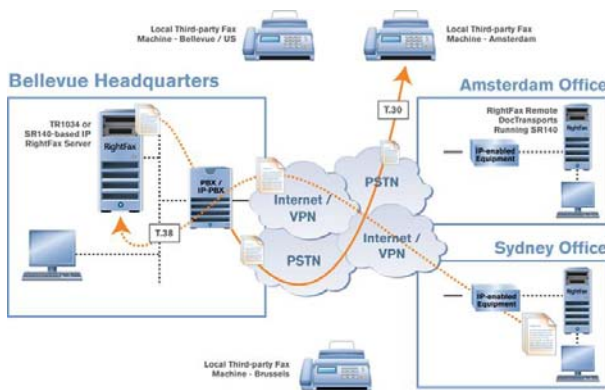 Local Third-party Fax
Machine - Bellevue / US
Local Third-party Fax
Machine - Amsterdam
Bellevue Headquarters
TR1034 or
SR140-based IP
RightFax Server
RightFax
PBX /
IP-PBX
T.38
Internet /
VPN
PSTN
T.30
PSTN
Internet /
VPN
Amsterdam Office
RightFax Remote
DocTransports
Running SR140
IP-enabled
Equipment
RightFax
Sydney Office
IP-enabled
Equipment
RightFax
Local Third-party Fax
Machine - Brussels